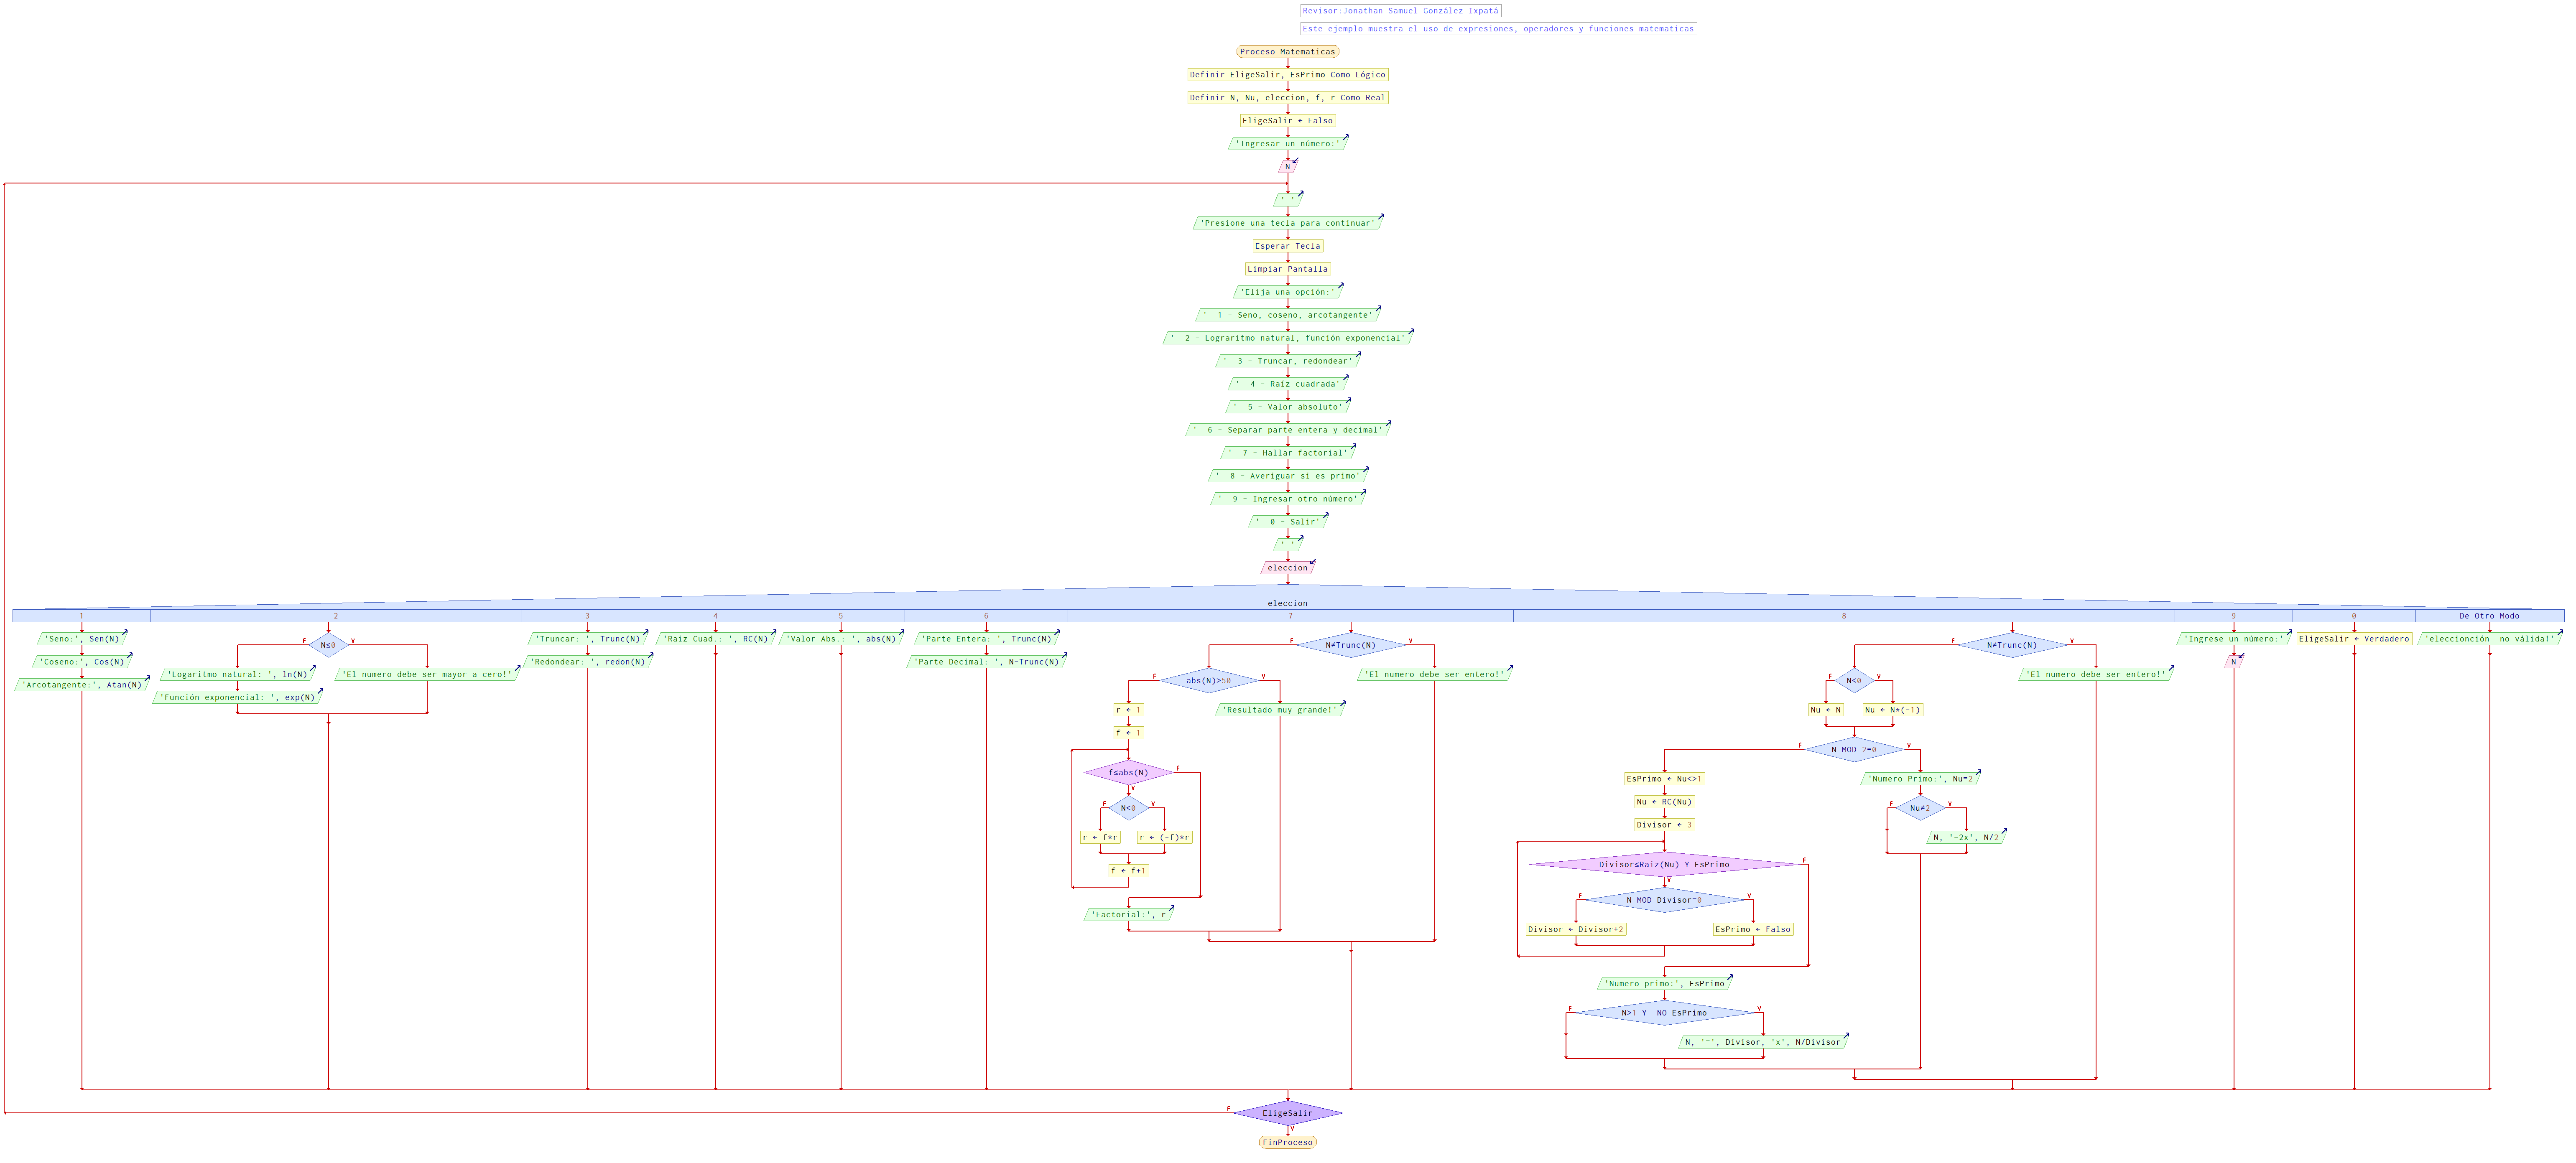 Revisor:Jonathan Samuel González Ixpatá
Este ejemplo muestra el uso de expresiones, operadores y funciones matematicas
Proceso Matematicas
Definir EligeSalir, EsPrimo Como Lógico
Definir N, Nu, eleccion, f, r Como Real
EligeSalir ← Falso
'Ingresar un número:'
N
' '
'Presione una tecla para continuar'
Esperar Tecla
Limpiar Pantalla
'Elija una opción:'
'  1 - Seno, coseno, arcotangente'
'  2 - Lograritmo natural, función exponencial'
'  3 - Truncar, redondear'
'  4 - Raíz cuadrada'
'  5 - Valor absoluto'
'  6 - Separar parte entera y decimal'
'  7 - Hallar factorial'
'  8 - Averiguar si es primo'
'  9 - Ingresar otro número'
'  0 - Salir'
' '
eleccion
eleccion
1
'Seno:', Sen(N)
'Coseno:', Cos(N)
'Arcotangente:', Atan(N)
2
N≤0
F
V
'Logaritmo natural: ', ln(N)
'Función exponencial: ', exp(N)
'El numero debe ser mayor a cero!'
3
'Truncar: ', Trunc(N)
'Redondear: ', redon(N)
4
'Raiz Cuad.: ', RC(N)
5
'Valor Abs.: ', abs(N)
6
'Parte Entera: ', Trunc(N)
'Parte Decimal: ', N-Trunc(N)
7
N≠Trunc(N)
F
V
abs(N)>50
F
V
r ← 1
f ← 1
f≤abs(N)
F
V
N<0
F
V
r ← f*r
r ← (-f)*r
f ← f+1
'Factorial:', r
'Resultado muy grande!'
'El numero debe ser entero!'
8
N≠Trunc(N)
F
V
N<0
F
V
Nu ← N
Nu ← N*(-1)
N MOD 2=0
F
V
EsPrimo ← Nu<>1
Nu ← RC(Nu)
Divisor ← 3
Divisor≤Raiz(Nu) Y EsPrimo
F
V
N MOD Divisor=0
F
V
Divisor ← Divisor+2
EsPrimo ← Falso
'Numero primo:', EsPrimo
N>1 Y  NO EsPrimo
F
V
N, '=', Divisor, 'x', N/Divisor
'Numero Primo:', Nu=2
Nu≠2
F
V
N, '=2x', N/2
'El numero debe ser entero!'
9
'Ingrese un número:'
N
0
EligeSalir ← Verdadero
De Otro Modo
'eleccionción  no válida!'
EligeSalir
F
V
FinProceso